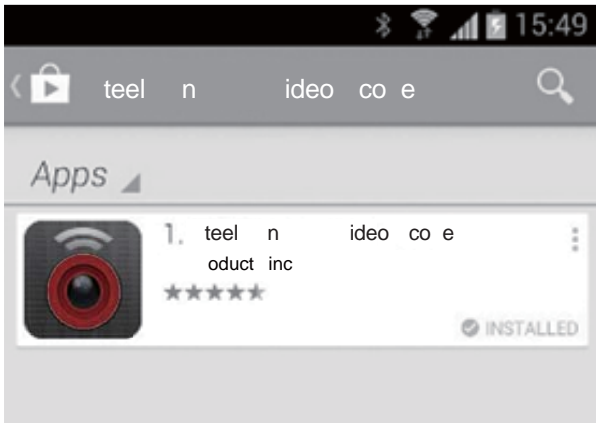 15:49
teel n ideo co e
Apps
1. teel n ideo co e
oduct inc
INSTALLED